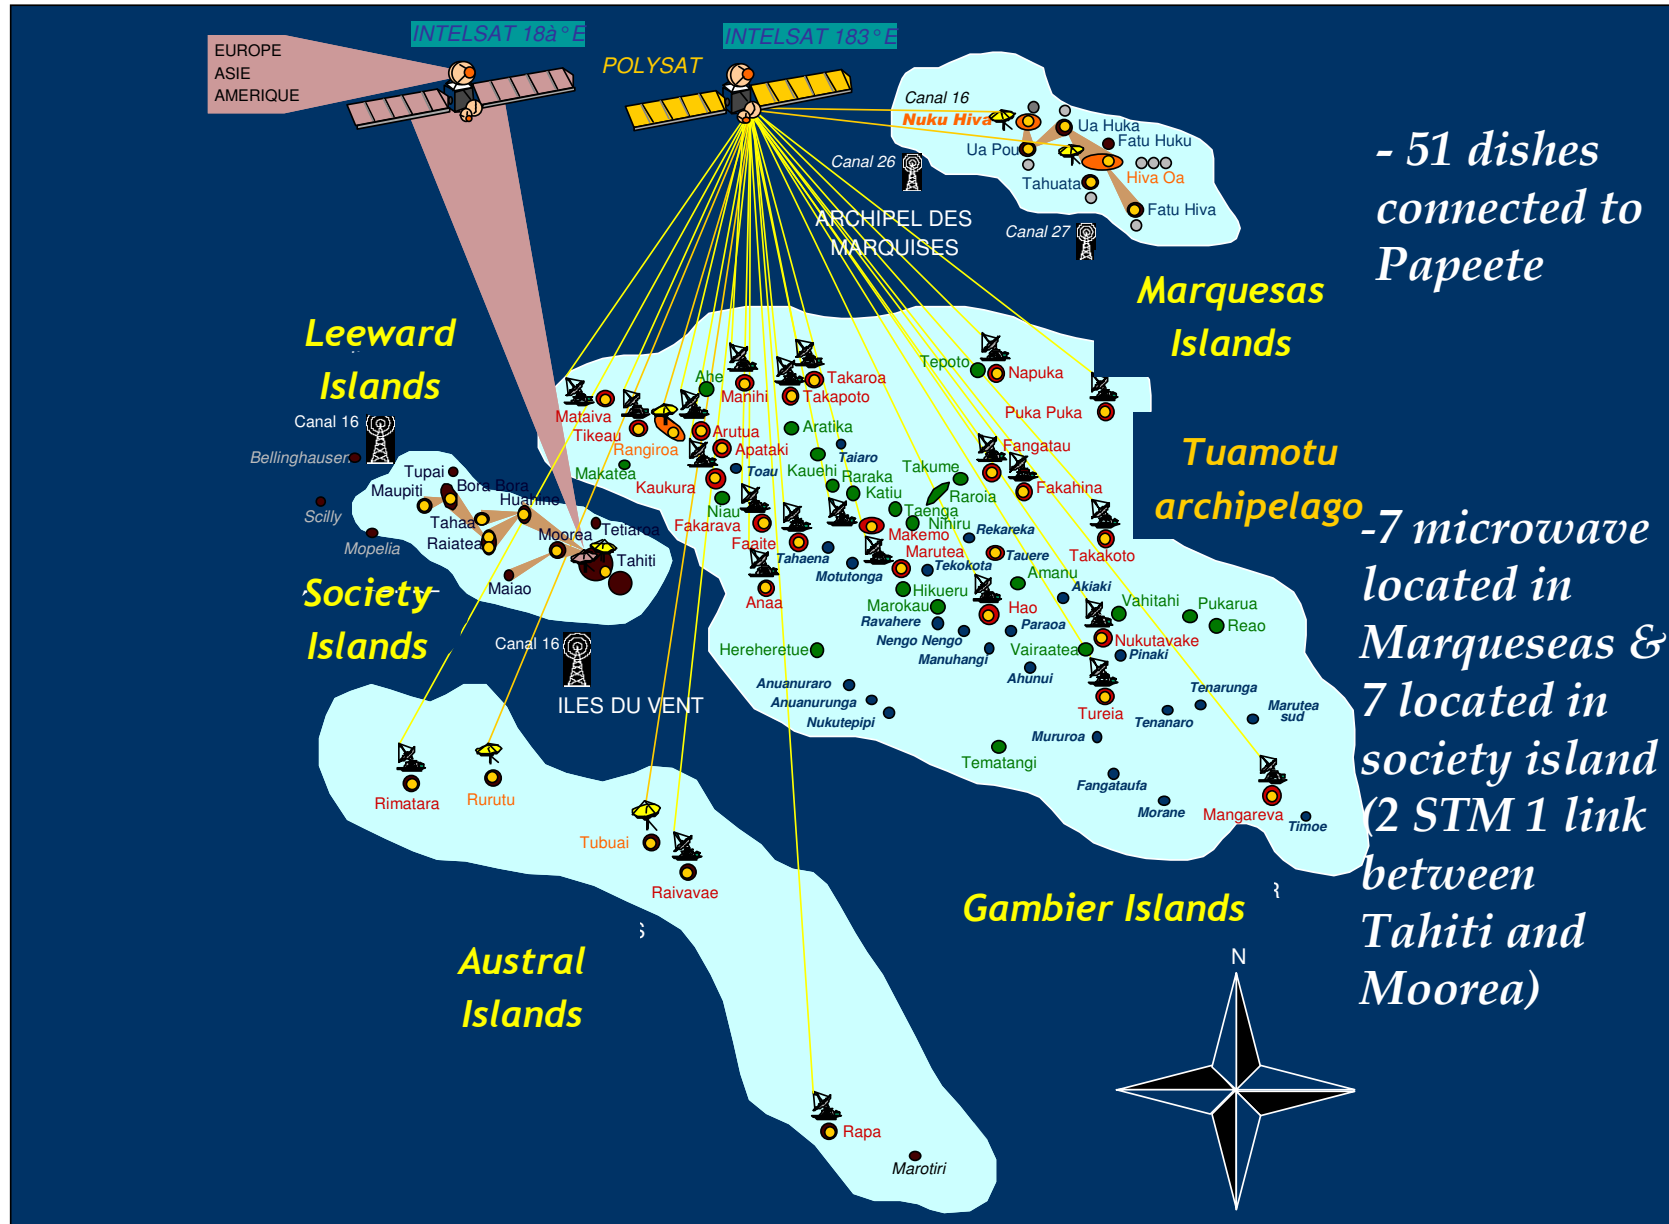 INTELSAT 18à° E
INTELSAT 183° E
EUROPE
ASIE
AMERIQUE
POLYSAT
Canal 16
Nuku Hiva
Ua Huka
Fatu Huku
Ua Pou
Canal 26
Hiva Oa
Tahuata
Fatu Hiva
Canal 27
ARCHIPEL DES
MARQUISES
- 51 dishes
connected to
Papeete
Marquesas
Islands
Leeward
Islands
Canal 16
Bellinghausen
Scilly
Mopelia
Tupai
Maupiti
Bora Bora
Huahine
Tahaa
Raiatea
Moorea
Tetiaroa
Tahiti
Maiao
Society
Islands
Canal 16
ILES DU VENT
Tepoto
Napuka
Ahe
Manihi
Takaroa
Takapoto
Mataiva
Tikeau
Rangiroa
Arutua
Apataki
Puka Puka
Aratika
Fangatau
Makatea
Toau
Kauehi
Taiaro
Kaukura
Raraka
Takume
Fakahina
Katiu
Raroia
Niau
Taenga
Fakarava
Nihiru
Makemo
Rekareka
Faaite
Marutea
Tauere
Takakoto
Tahaena
Motutonga
Tekokota
Amanu
Anaa
Hikueru
Akiaki
Marokau
Hao
Vahitahi
Pukarua
Reao
Ravahere
Paraoa
Nengo Nengo
Nukutavake
Manuhangi
Vairaatea
Pinaki
Hereheretue
Ahunui
Anuanuraro
Anuanurunga
Nukutepipi
Tureia
Tenarunga
Tenanaro
Marutea
sud
Mururoa
Tematangi
Fangataufa
Morane
Mangareva
Timoe
Tuamotu
archipelago
-7 microwave
located in
Marqueseas &
7 located in
society island
(2 STM 1 link
between
Tahiti and
Moorea)
Gambier Islands
R
Rimatara
Rurutu
Tubuai
Raivavae
S
Austral
Islands
Rapa
Marotiri
N